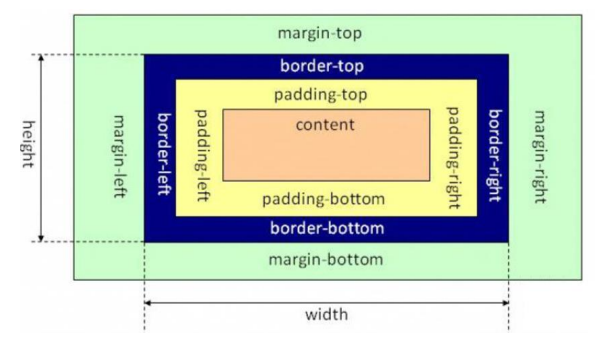 margin-top
border-top
padding-top
content
height
margin-left
border-left
padding-left
padding-right
border-right
margin-right
padding-bottom
border-bottom
margin-bottom
width